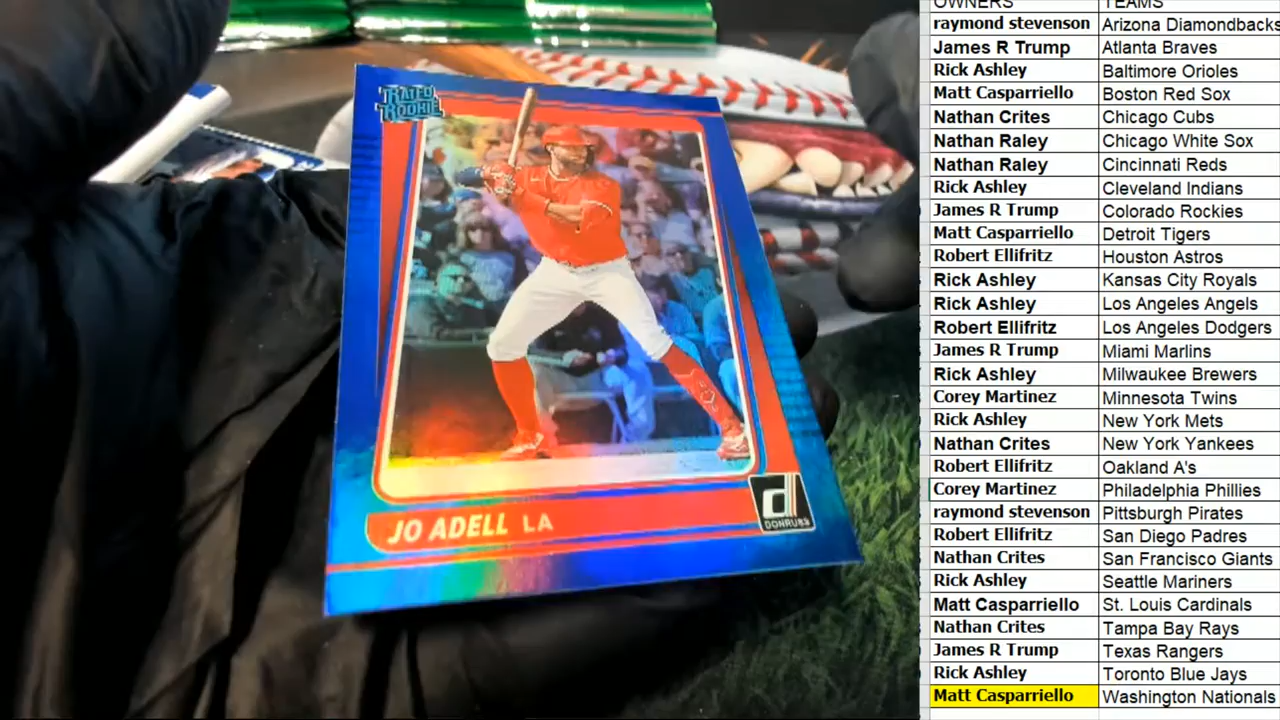 RATED
ROOKIE
JO ADELL LA
DONRUSS
OWNERS TEAMS
raymond stevenson Arizona Diamondbacks
James R Trump Atlanta Braves
Rick Ashley Baltimore Orioles
Matt Casparriello Boston Red Sox
Nathan Crites Chicago Cubs
Nathan Raley Chicago White Sox
Nathan Raley Cincinnati Reds
Rick Ashley Cleveland Indians
James R Trump Colorado Rockies
Matt Casparriello Detroit Tigers
Robert Ellifritz Houston Astros
Rick Ashley Kansas City Royals
Rick Ashley Los Angeles Angels
Robert Ellifritz Los Angeles Dodgers
James R Trump Miami Marlins
Rick Ashley Milwaukee Brewers
Corey Martinez Minnesota Twins
Rick Ashley New York Mets
Nathan Crites New York Yankees
Robert Ellifritz Oakland A's
Corey Martinez Philadelphia Phillies
raymond stevenson Pittsburgh Pirates
Robert Ellifritz San Diego Padres
Nathan Crites San Francisco Giants
Rick Ashley Seattle Mariners
Matt Casparriello St. Louis Cardinals
Nathan Crites Tampa Bay Rays
James R Trump Texas Rangers
Rick Ashley Toronto Blue Jays
Matt Casparriello Washington Nationals